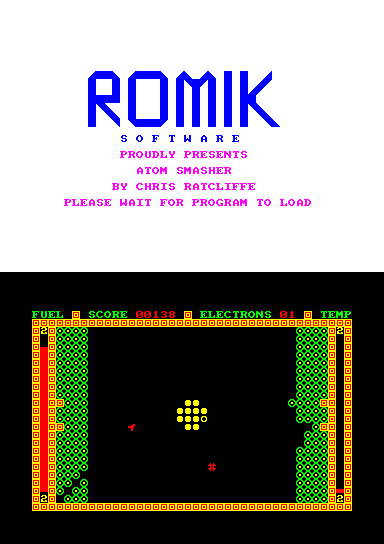 ROMIK
SOFTWARE
PROUDLY PRESENTS
ATOM SMASHER
BY CHRIS RATCLIFFE
PLEASE WAIT FOR PROGRAM TO LOAD
FUEL SCORE 00138 ELECTRONS 01 TEMP